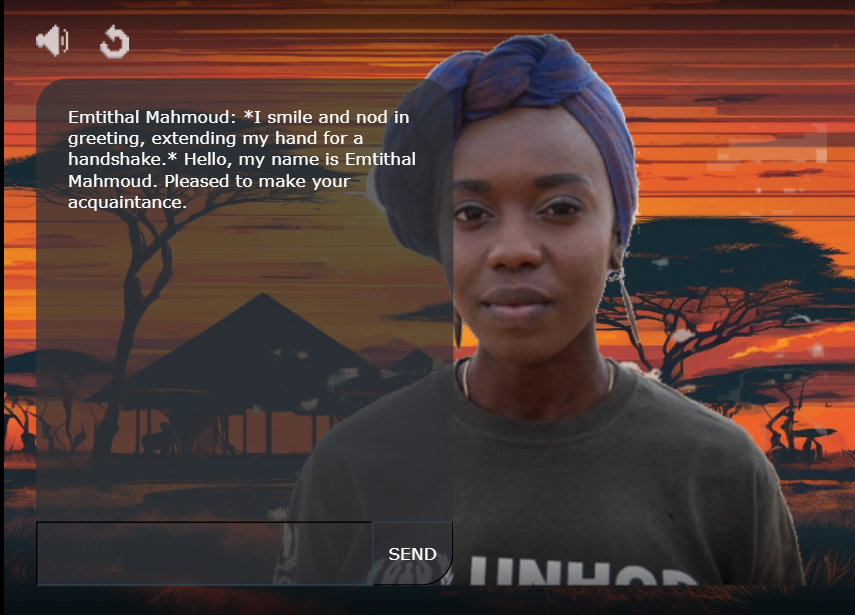 Emtithal Mahmoud: *I smile and nod in
greeting, extending my hand for a
handshake.* Hello, my name is Emtithal
Mahmoud. Pleased to make your
acquaintance.
SEND